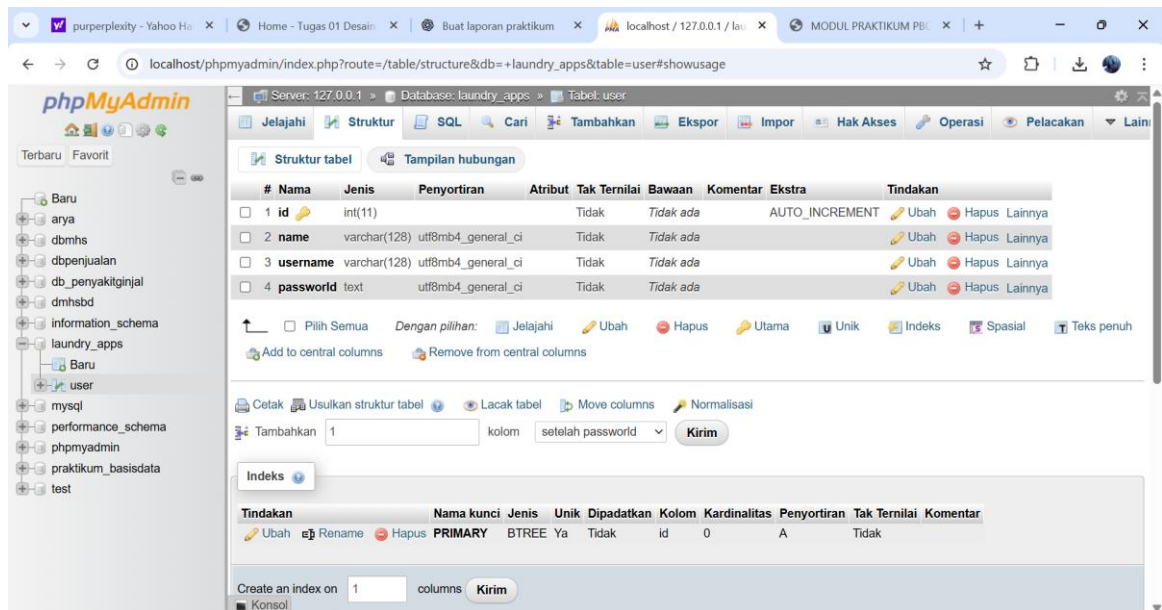 purperplexity - Yahoo Ha
Home - Tugas 01 Desain
Buat laporan praktikum
localhost / 127.0.0.1 / lau
MODUL PRAKTIKUM PBO
localhost/phpmyadmin/index.php?route=/table/structure&db=+laundry_apps&table=user#showusage
phpMyAdmin
Terbaru Favorit
Baru
arya
dbmhs
dbpenjualan
db_penyakitginjal
dmhsbd
information_schema
laundry_apps
Baru
user
mysql
performance_schema
phpmyadmin
praktikum_basisdata
test
Server: 127.0.0.1 » Database: laundry_apps » Tabel: user
Jelajahi Struktur SQL Cari Tambahkan Ekspor Impor Hak Akses Operasi Pelacakan Lain
Struktur tabel Tampilan hubungan
# Nama Jenis Penyortiran Atribut Tak Ternilai Bawaan Komentar Ekstra Tindakan
1 id int(11) Tidak Tidak ada AUTO_INCREMENT Ubah Hapus Lainnya
2 name varchar(128) utf8mb4_general_ci Tidak Tidak ada Ubah Hapus Lainnya
3 username varchar(128) utf8mb4_general_ci Tidak Tidak ada Ubah Hapus Lainnya
4 passworld text utf8mb4_general_ci Tidak Tidak ada Ubah Hapus Lainnya
Pilih Semua Dengan pilihan: Jelajahi Ubah Hapus Utama Unik Indeks Spasial Teks penuh
Add to central columns Remove from central columns
Cetak Usulkan struktur tabel Lacak tabel Move columns Normalisasi
Tambahkan 1 kolom setelah passworld Kirim
Indeks
Tindakan Nama kunci Jenis Unik Dipadatkan Kolom Kardinalitas Penyortiran Tak Ternilai Komentar
Ubah Rename Hapus PRIMARY BTREE Ya Tidak id 0 A Tidak
Create an index on 1 columns Kirim
Konsol